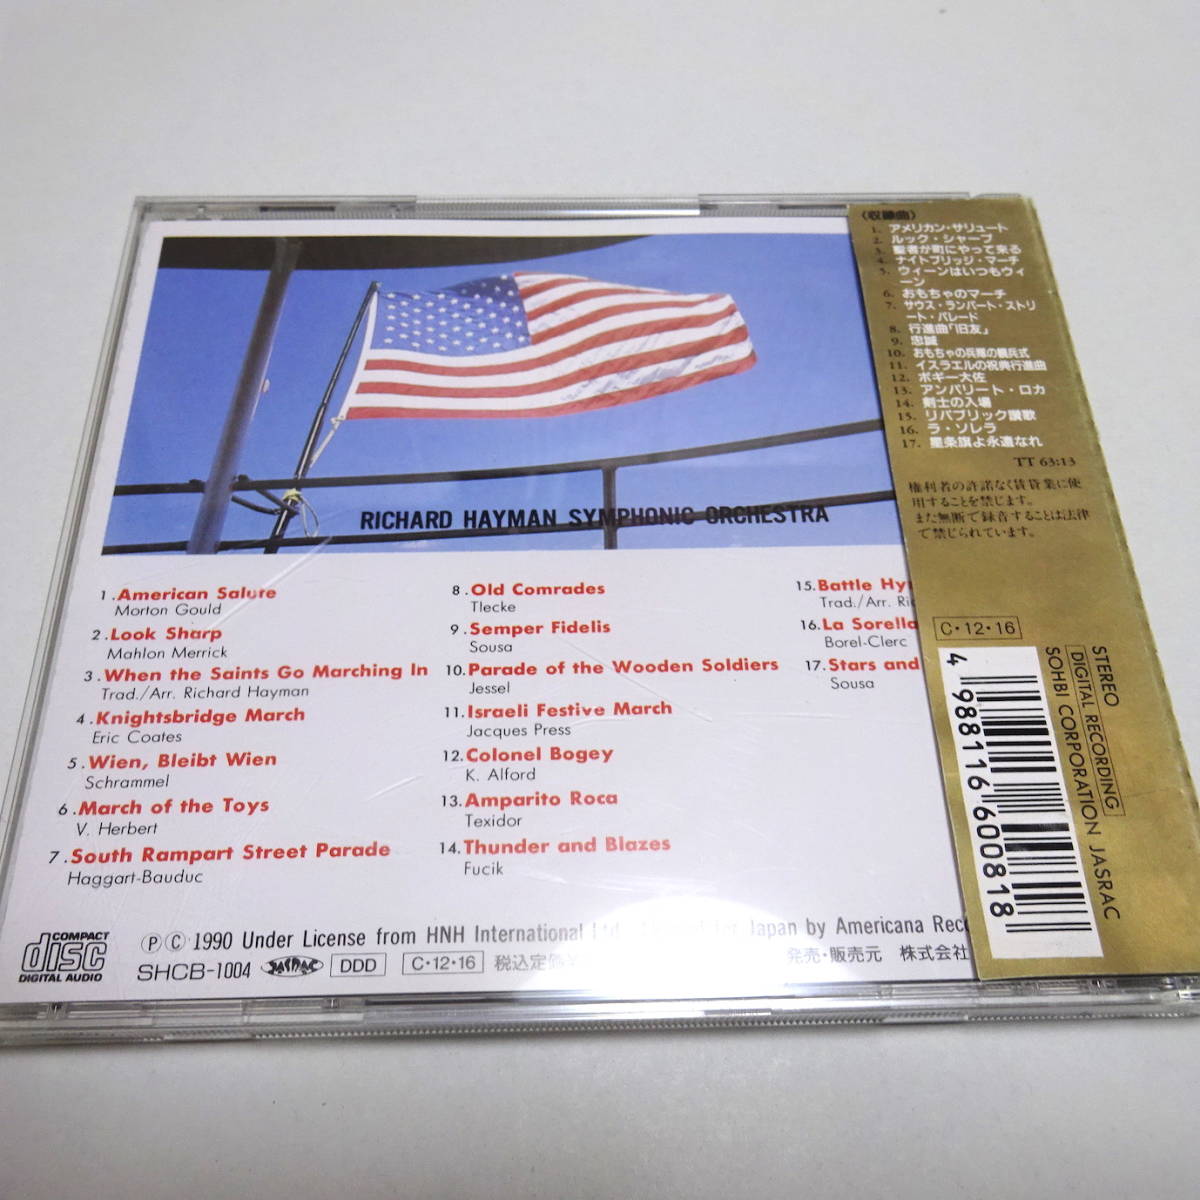 RICHARD HAYMAN SYMPHONIC ORCHESTRA
1. American Salute
Morton Gould
2. Look Sharp
Mahlon Merrick
3. When the Saints Go Marching In
Trad./Arr. Richard Hayman
4. Knightsbridge March
Eric Coates
5. Wien, Bleibt Wien
Schrammel
6. March of the Toys
V. Herbert
7. South Rampart Street Parade
Haggart-Bauduc
8. Old Comrades
Tlecke
9. Semper Fidelis
Sousa
10. Parade of the Wooden Soldiers
Jessel
11. Israeli Festive March
Jacques Press
12. Colonel Bogey
K. Alford
13. Amparito Roca
Texidor
14. Thunder and Blazes
Fucik
15. Battle Hy
Trad./Arr. Ric
16. La Sorella
Borel-Clerc
17. Stars and
Sousa
COMPACT
disc
DIGITAL AUDIO
Ⓟ Ⓒ 1990 Under License from HNH International Ltd. for Japan by Americana Reco
SHCB-1004 JASRAC DDD C・12・16 税込定価¥
発売・販売元 株式会社
〈収録曲〉
1. アメリカン・サリュート
2. ルック・シャープ
3. 聖者が町にやって来る
4. ナイトブリッジ・マーチ
5. ウィーンはいつもウィ
ーン
6. おもちゃのマーチ
7. サウス・ランパート・ストリ
ート・パレード
8. 行進曲「旧友」
9. 忠誠
10. おもちゃの兵隊の観兵式
11. イスラエルの祝典行進曲
12. ボギー大佐
13. アンパリート・ロカ
14. 剣士の入場
15. リパブリック讃歌
16. ラ・ソレラ
17. 星条旗よ永遠なれ
TT 63:13
権利者の許諾なく賃貸業に使
用することを禁じます。
また無断で録音することは法律
で禁じられています。
C・12・16
STEREO
DIGITAL RECORDING
SOHBI CORPORATION JASRAC
4 988116 600818